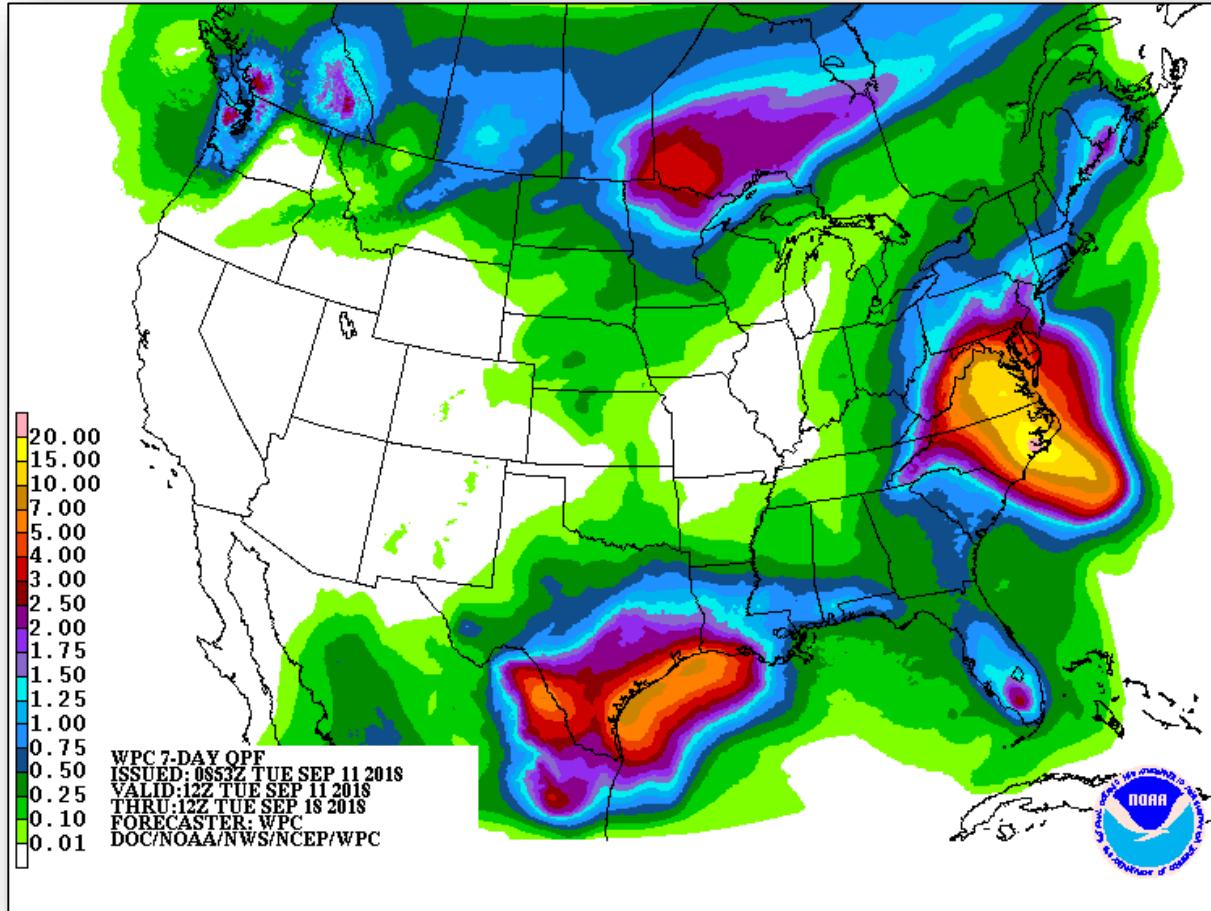 20.00
15.00
10.00
7.00
5.00
4.00
3.00
2.50
2.00
1.75
1.50
1.25
1.00
0.75
0.50
0.25
0.10
0.01
WPC 7-DAY QPF
ISSUED: 0853Z TUE SEP 11 2018
VALID:12Z TUE SEP 11 2018
THRU:12Z TUE SEP 18 2018
FORECASTER: WPC
DOC/NOAA/NWS/NCEP/WPC
NOAA